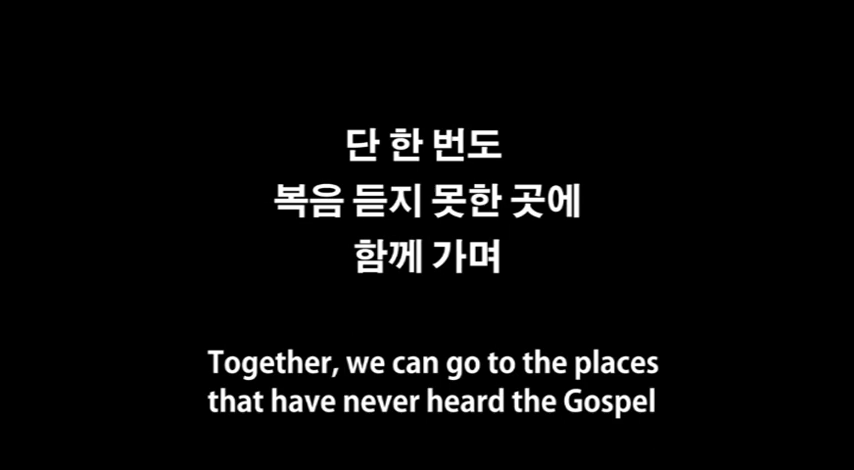 단 한 번도
복음 듣지 못한 곳에
함께 가며
Together, we can go to the places
that have never heard the Gospel